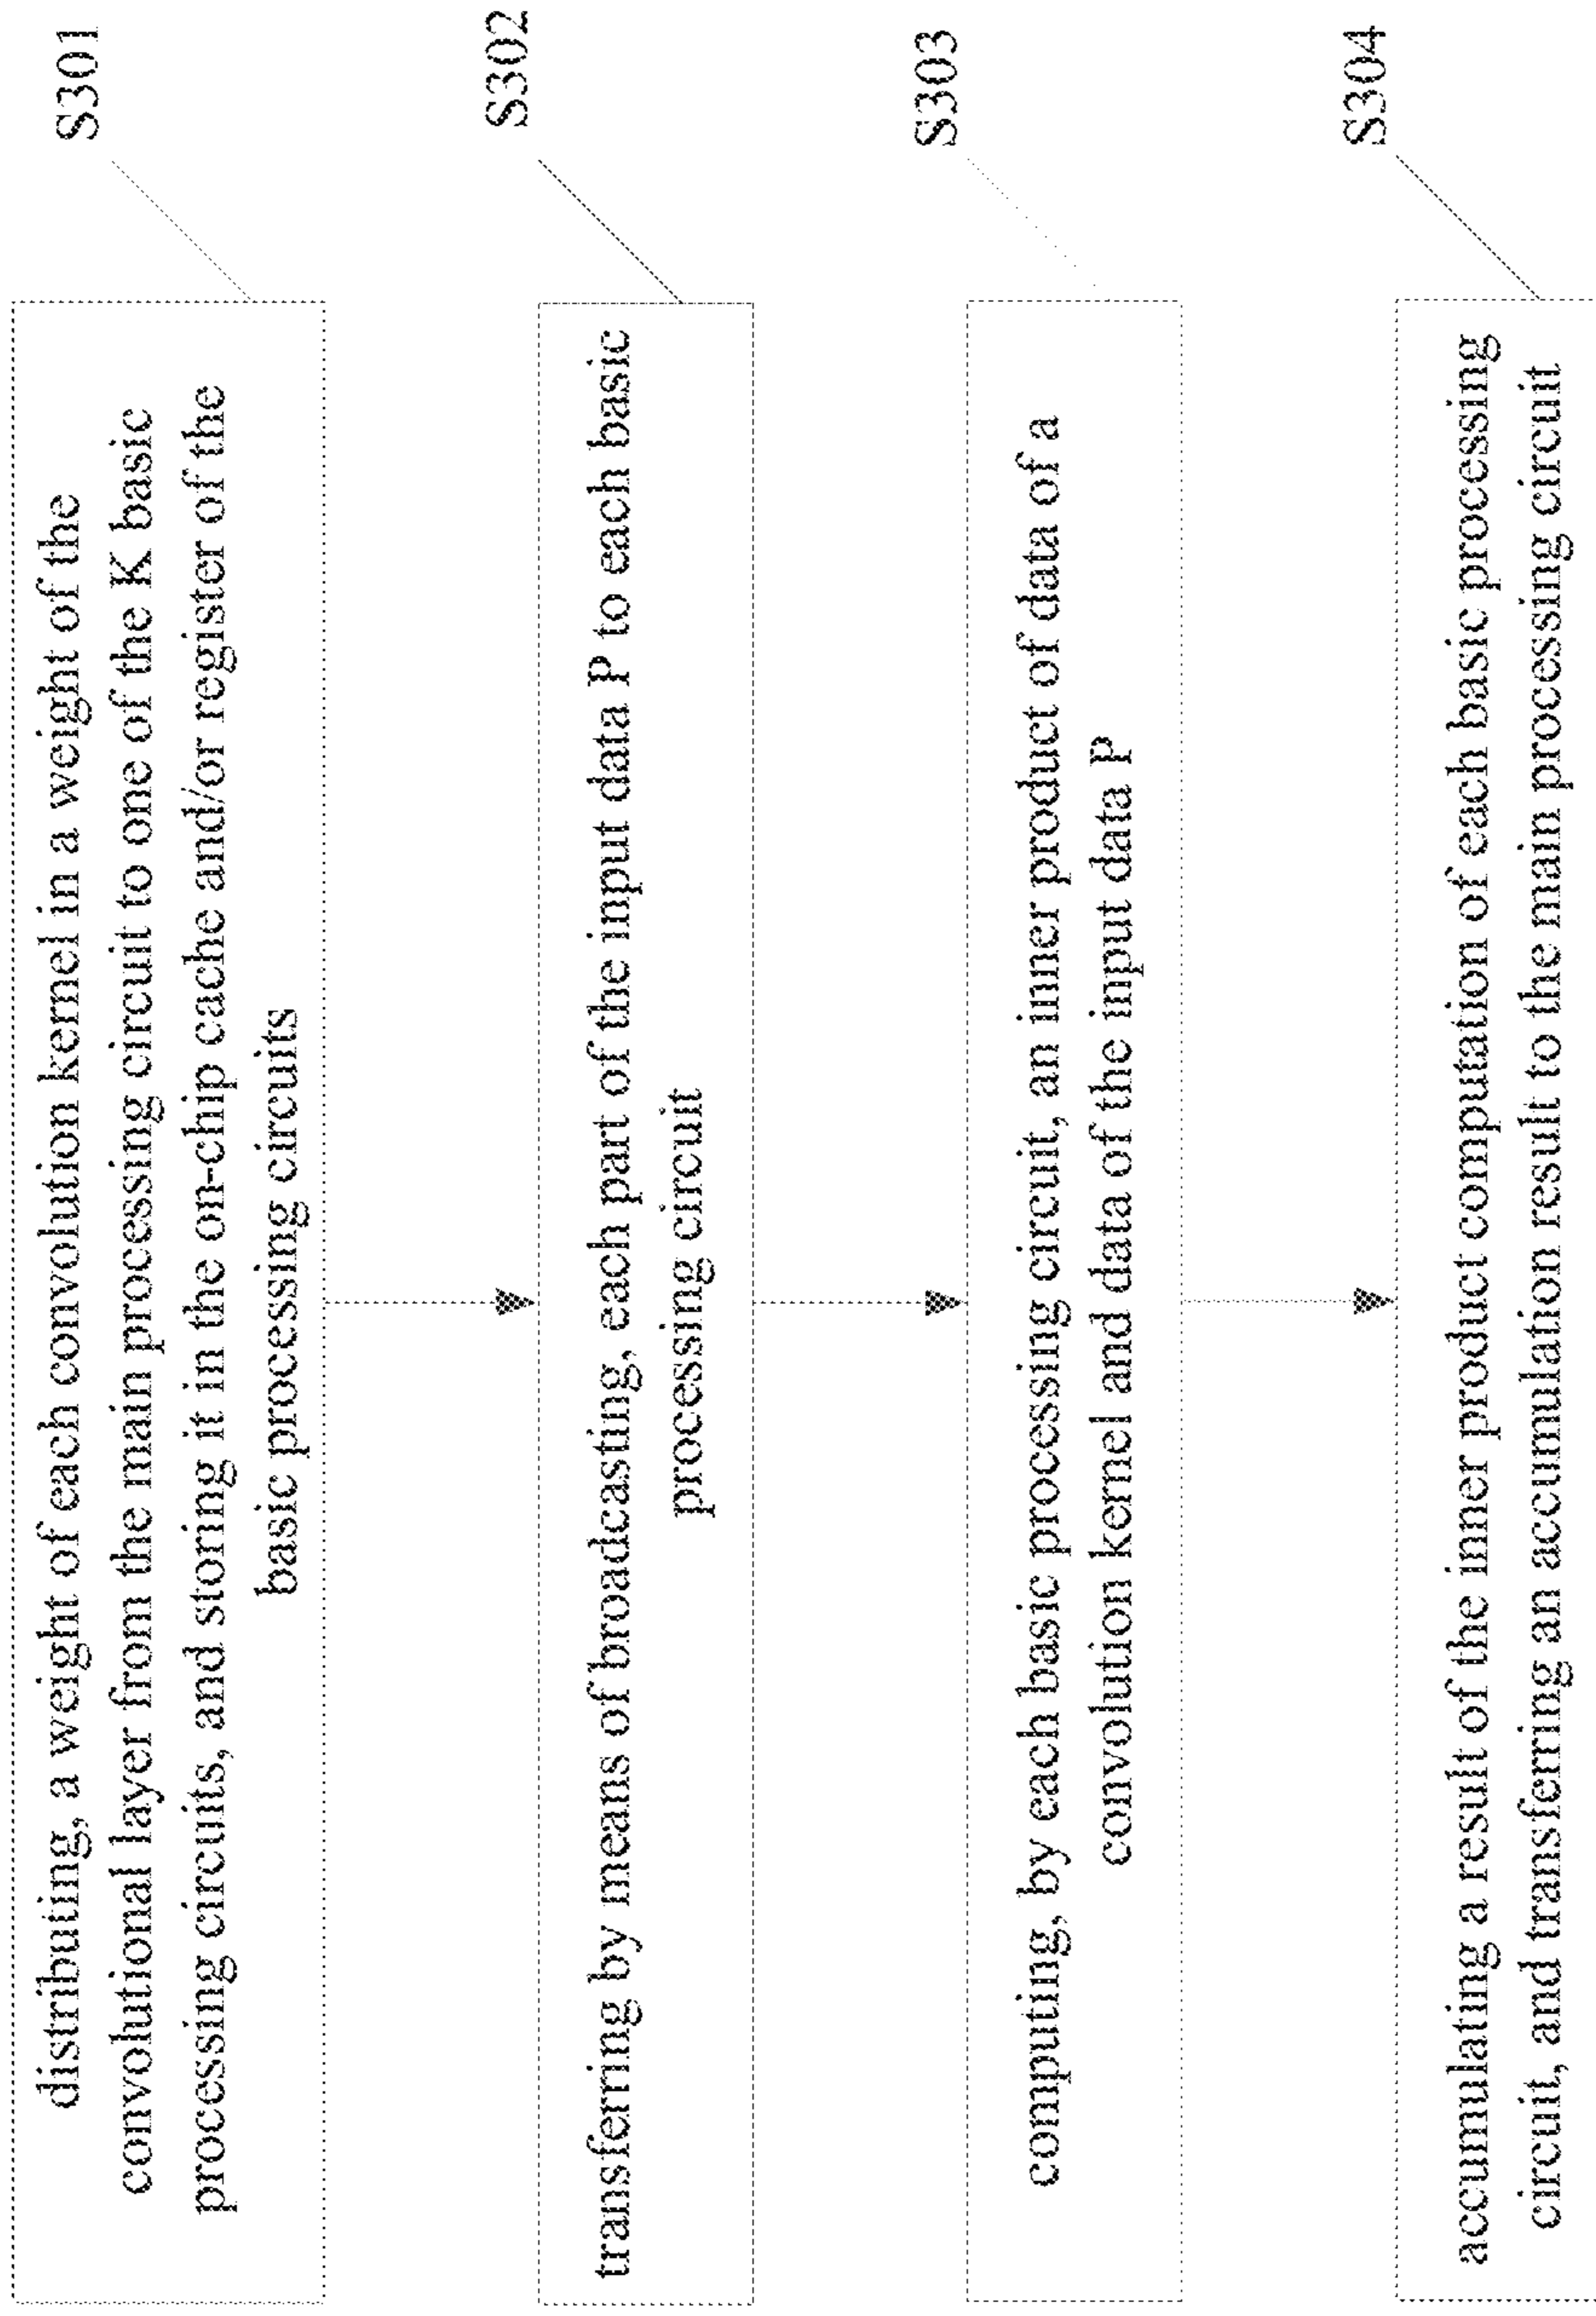 S301
distributing, a weight of each convolution kernel in a weight of the
convolutional layer from the main processing circuit to one of the K basic
processing circuits, and storing it in the on-chip cache and/or register of the
basic processing circuits
S302
transferring by means of broadcasting, each part of the input data P to each basic
processing circuit
S303
computing, by each basic processing circuit, an inner product of data of a
convolution kernel and data of the input data P
S304
accumulating a result of the inner product computation of each basic processing
circuit, and transferring an accumulation result to the main processing circuit